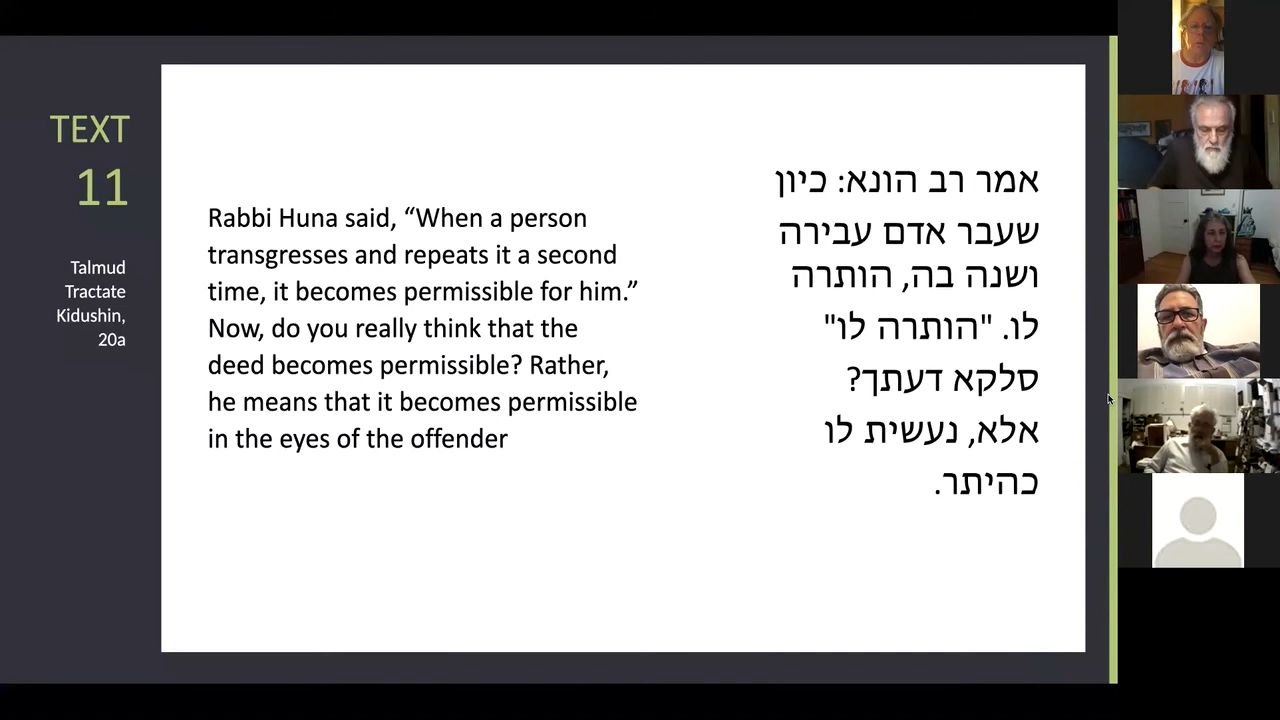 TEXT
11
Talmud
Tractate
Kidushin,
20a
Rabbi Huna said, “When a person
transgresses and repeats it a second
time, it becomes permissible for him.”
Now, do you really think that the
deed becomes permissible? Rather,
he means that it becomes permissible
in the eyes of the offender
אמר רב הונא: כיון
שעבר אדם עבירה
ושנה בה, הותרה
לו. "הותרה לו"
סלקא דעתך?
אלא, נעשית לו
כהיתר.